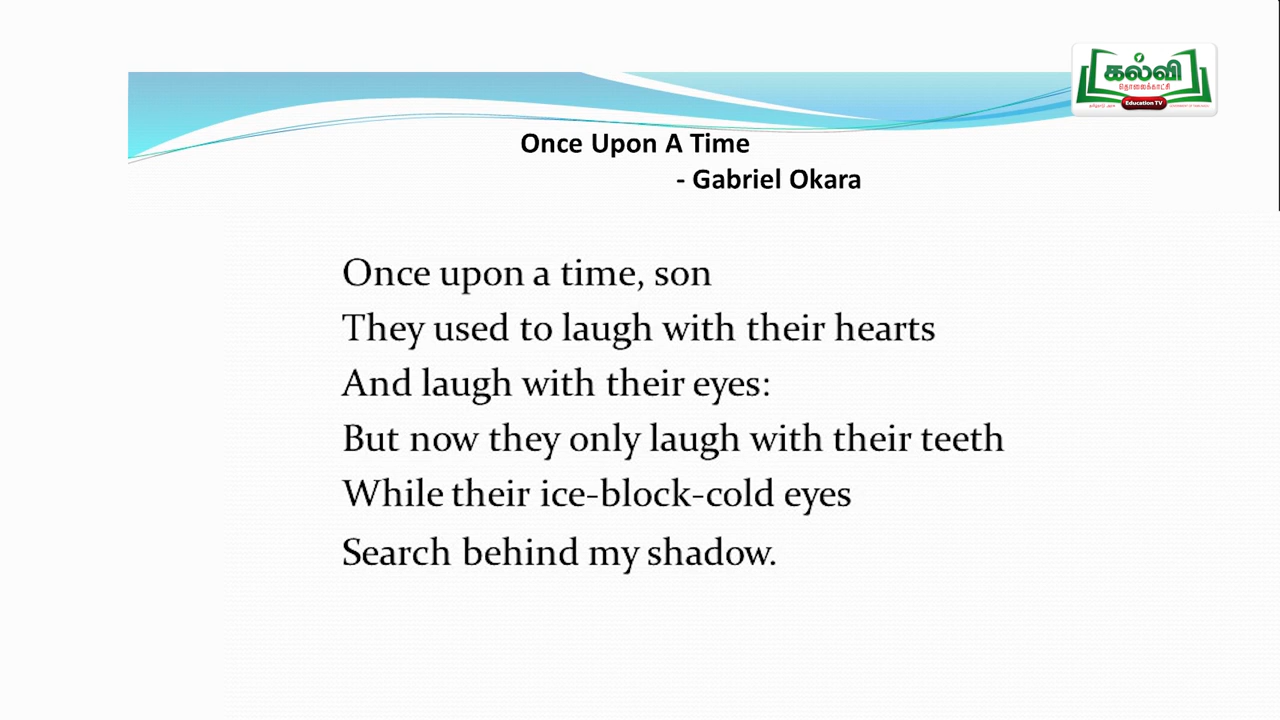 கல்வி
தொலைக்காட்சி
Education TV
Once Upon A Time
- Gabriel Okara
Once upon a time, son
They used to laugh with their hearts
And laugh with their eyes:
But now they only laugh with their teeth
While their ice-block-cold eyes
Search behind my shadow.